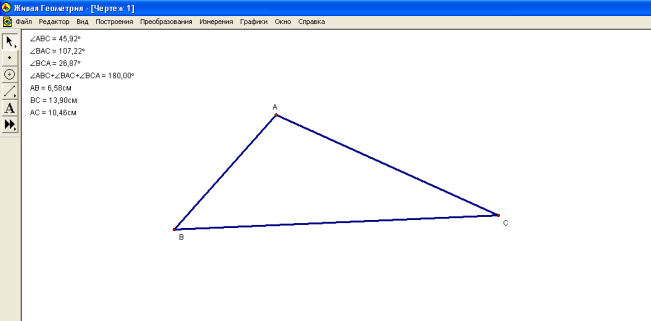 Живая Геометрия - [Чертеж 1]
Файл Редактор Вид Построения Преобразования Измерения Графики Окно Справка
∠ABC = 45,92°
∠BAC = 107,22°
∠BCA = 26,87°
∠ABC+∠BAC+∠BCA = 180,00°
AB = 6,58см
BC = 13,90см
AC = 10,46см
A
A
B
C